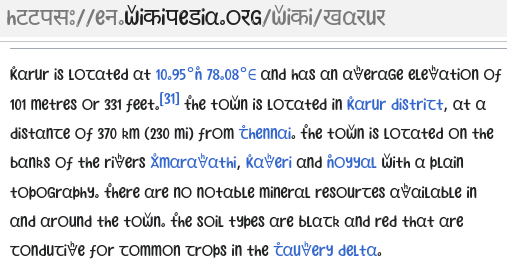 https://en.wikipedia.org/wiki/Karur
Karur is located at 10.95°N 78.08°E and has an average elevation of
101 metres or 331 feet.[31] The town is located in Karur district, at a
distance of 370 km (230 mi) from Chennai. The town is located on the
banks of the rivers Amaravathi, Kaveri and Noyyal with a plain
topography. There are no notable mineral resources available in
and around the town. The soil types are black and red that are
conducive for common crops in the Cauvery delta.